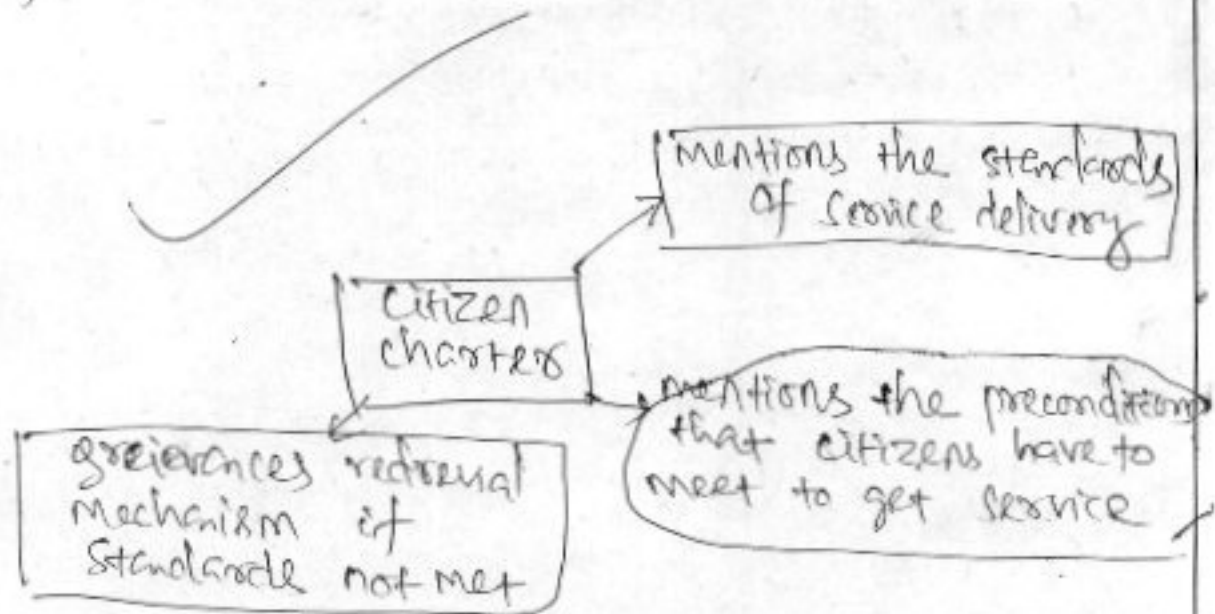 mentions the standards
of service delivery
Citizen
charter
mentions the preconditions
that citizens have to
meet to get service
greievances redressal
mechanism if
standards not met